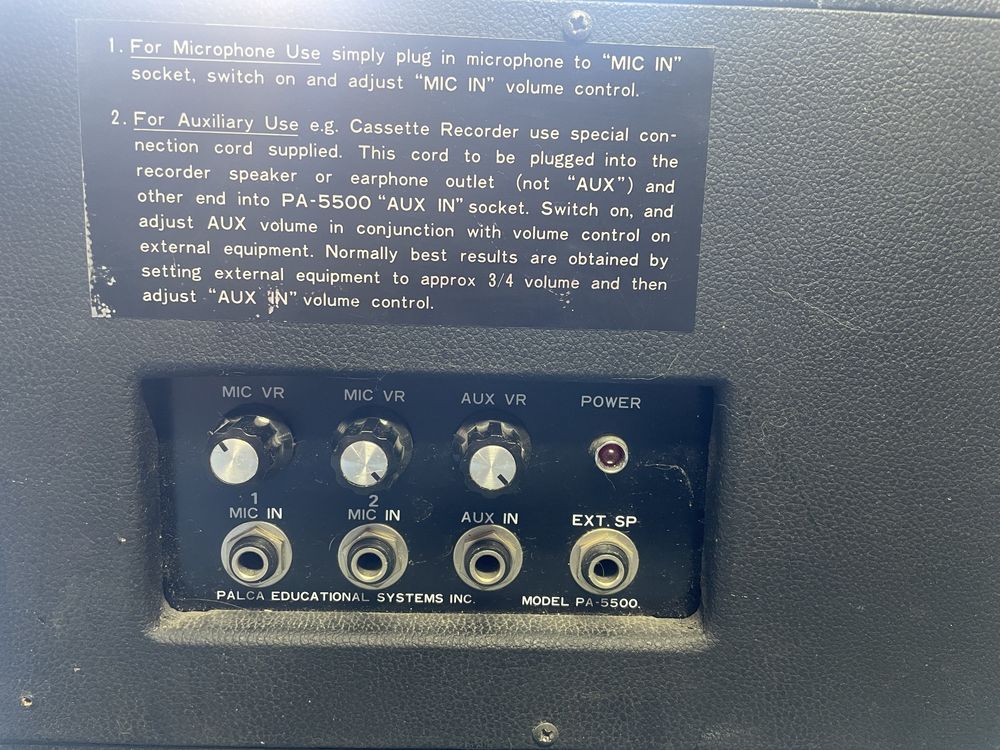 1. For Microphone Use simply plug in microphone to “MIC IN”
socket, switch on and adjust “MIC IN” volume control.
2. For Auxiliary Use e.g. Cassette Recorder use special con-
nection cord supplied. This cord to be plugged into the
recorder speaker or earphone outlet (not “AUX”) and
other end into PA-5500 “AUX IN” socket. Switch on, and
adjust AUX volume in conjunction with volume control on
external equipment. Normally best results are obtained by
setting external equipment to approx 3/4 volume and then
adjust “AUX IN” volume control.
MIC VR MIC VR AUX VR POWER
1 2
MIC IN MIC IN AUX IN EXT. SP
PALCA EDUCATIONAL SYSTEMS INC. MODEL PA-5500.